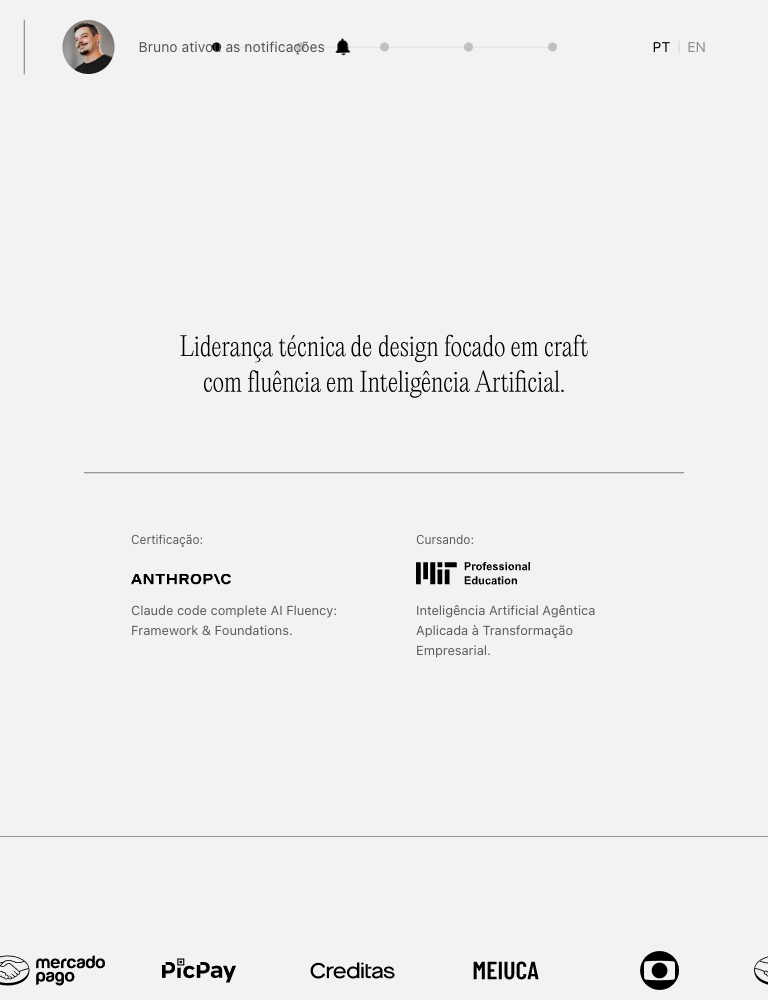 Bruno ativou as notificações
PT | EN
Liderança técnica de design focado em craft
com fluência em Inteligência Artificial.
Certificação:
ANTHROP\C
Claude code complete AI Fluency:
Framework & Foundations.
Cursando:
MIT Professional
Education
Inteligência Artificial Agêntica
Aplicada à Transformação
Empresarial.
mercado
pago
PicPay
Creditas
MEIUCA